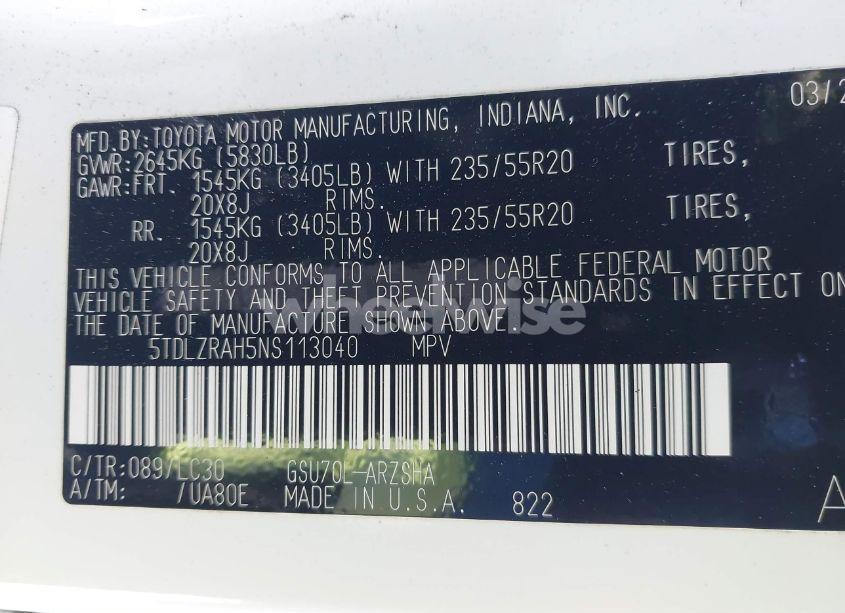 03/2
MFD.BY:TOYOTA MOTOR MANUFACTURING, INDIANA, INC.
GVWR:2645KG (5830LB)
GAWR:FRT. 1545KG (3405LB) WITH 235/55R20 TIRES,
20X8J RIMS.
RR. 1545KG (3405LB) WITH 235/55R20 TIRES,
20X8J RIMS.
THIS VEHICLE CONFORMS TO ALL APPLICABLE FEDERAL MOTOR
VEHICLE SAFETY AND THEFT PREVENTION STANDARDS IN EFFECT ON
THE DATE OF MANUFACTURE SHOWN ABOVE.
wheelwise
5TDLZRAH5NS113040 MPV
C/TR:089/LC30 GSU70L-ARZSHA
A/TM: /UA80E MADE IN U.S.A. 822 A